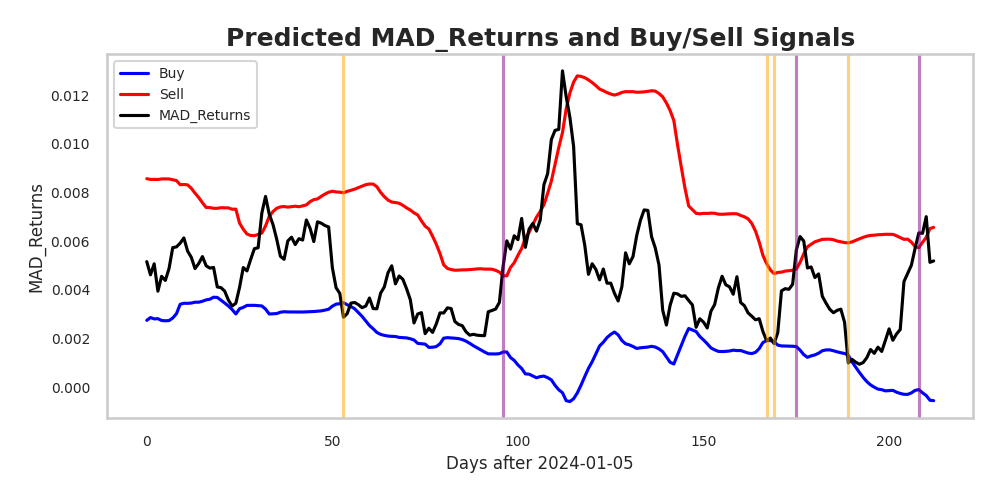 Predicted MAD_Returns and Buy/Sell Signals
Buy
Sell
MAD_Returns
MAD_Returns
0.012
0.010
0.008
0.006
0.004
0.002
0.000
0 50 100 150 200
Days after 2024-01-05